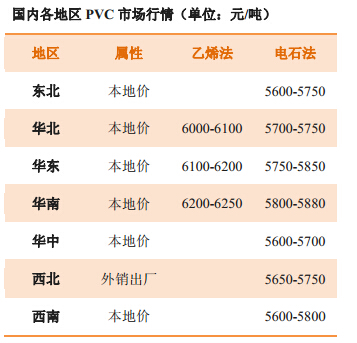 国内各地区 PVC 市场行情（单位：元/吨）
地区 属性 乙烯法 电石法
东北 本地价 5600-5750
华北 本地价 6000-6100 5700-5750
华东 本地价 6100-6200 5750-5850
华南 本地价 6200-6250 5800-5880
华中 本地价 5600-5700
西北 外销出厂 5650-5750
西南 本地价 5600-5800